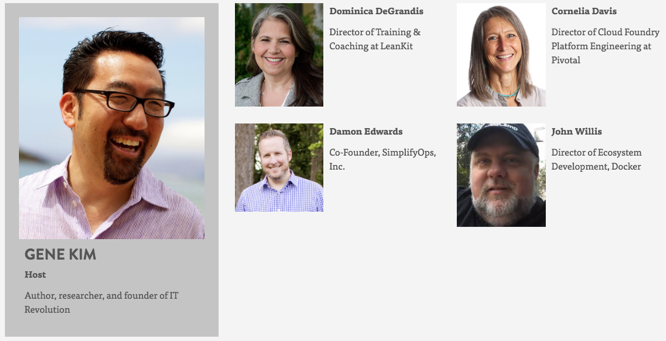 GENE KIM
Host
Author, researcher, and founder of IT
Revolution
Dominica DeGrandis
Director of Training &
Coaching at LeanKit
Cornelia Davis
Director of Cloud Foundry
Platform Engineering at
Pivotal
Damon Edwards
Co-Founder, SimplifyOps,
Inc.
John Willis
Director of Ecosystem
Development, Docker